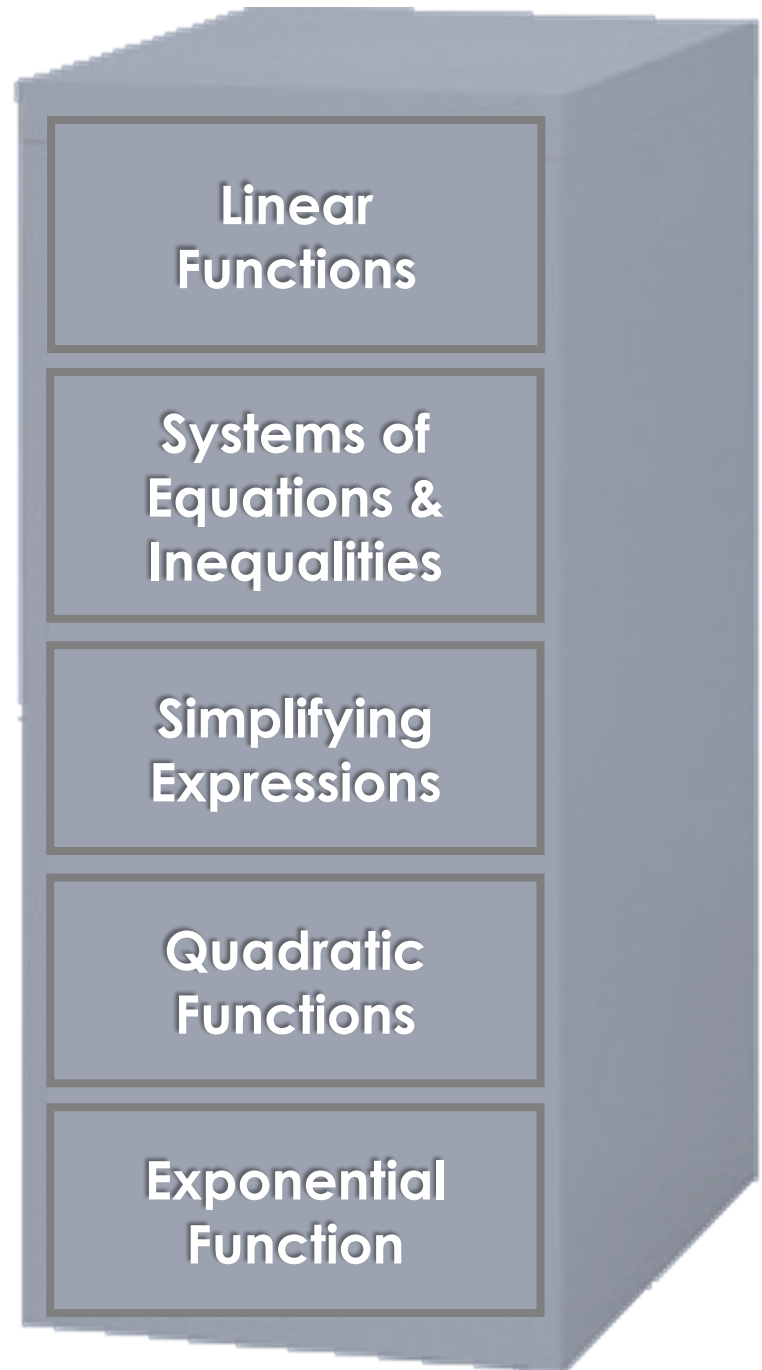 Linear
Functions
Systems of
Equations &
Inequalities
Simplifying
Expressions
Quadratic
Functions
Exponential
Function